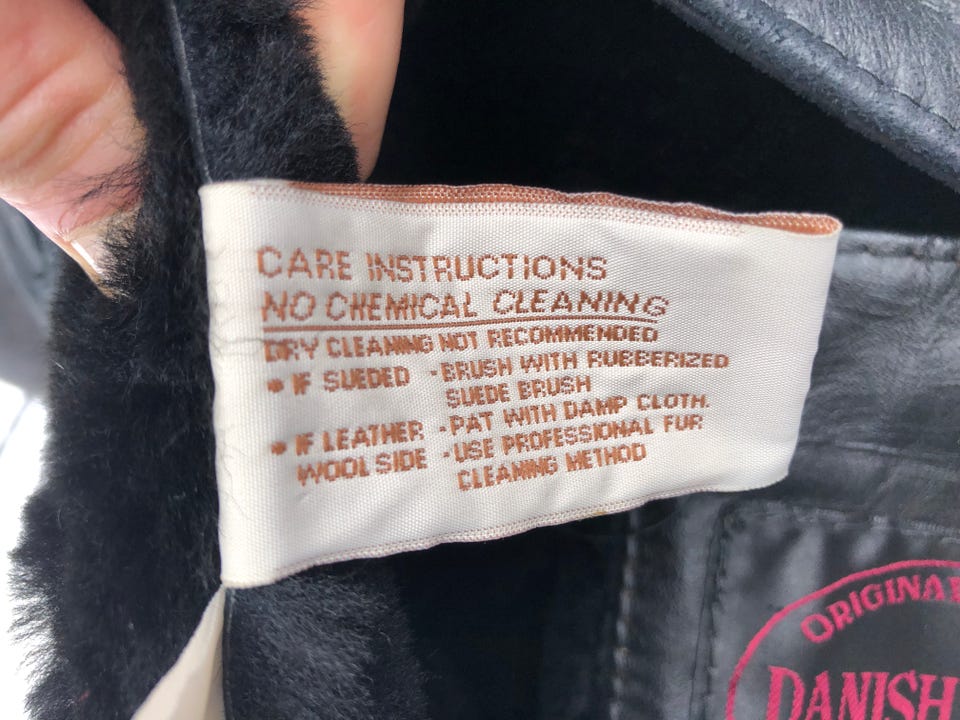 CARE INSTRUCTIONS
NO CHEMICAL CLEANING
DRY CLEANING NOT RECOMMENDED
• IF SUEDED - BRUSH WITH RUBBERIZED
SUEDE BRUSH
• IF LEATHER - PAT WITH DAMP CLOTH.
WOOL SIDE - USE PROFESSIONAL FUR
CLEANING METHOD
ORIGINA
DANISH